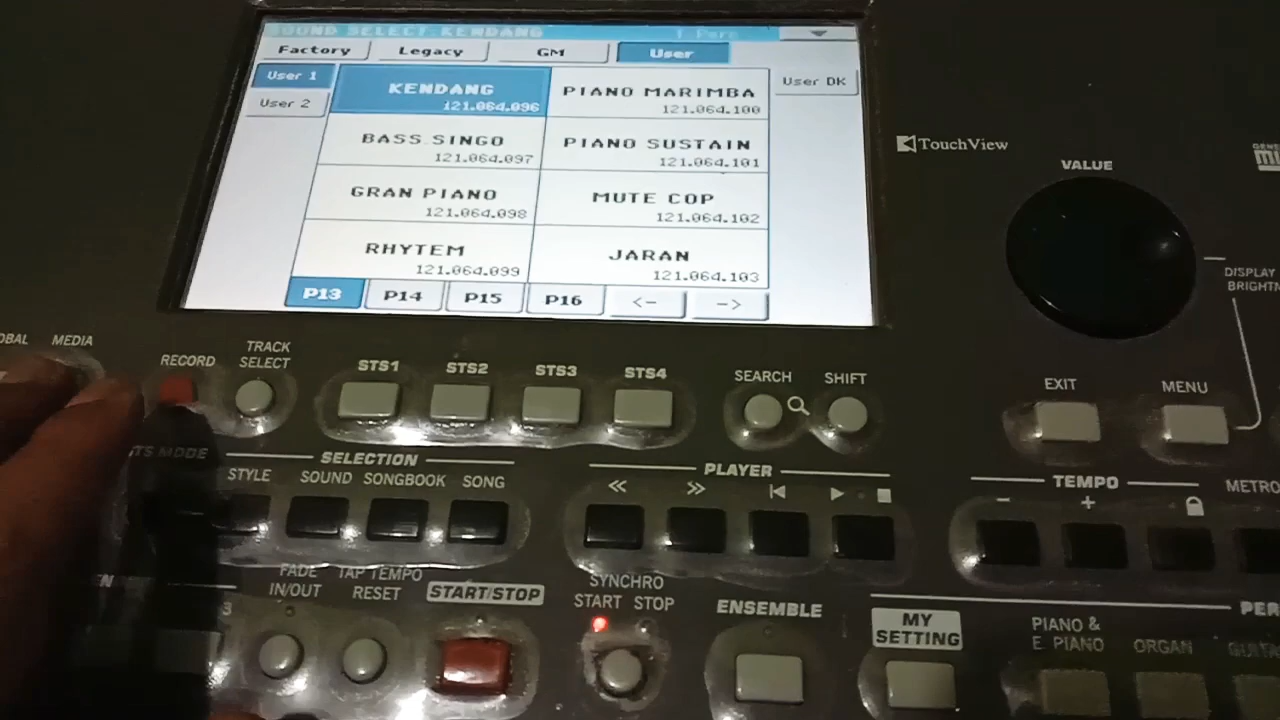 SOUND SELECT: KENDANG
Factory
Legacy
GM
User
User 1
User 2
User DK
KENDANG
121.064.096
PIANO MARIMBA
121.064.100
BASS SINGO
121.064.097
PIANO SUSTAIN
121.064.101
GRAN PIANO
121.064.098
MUTE COP
121.064.102
RHYTEM
121.064.099
JARAN
121.064.103
P13
P14
P15
P16
<-
->
TouchView
VALUE
DISPLAY
MEDIA
RECORD
TRACK
SELECT
STS1
STS2
STS3
STS4
SEARCH
SHIFT
EXIT
MENU
SELECTION
STYLE
SOUND
SONGBOOK
SONG
PLAYER
TEMPO
- +
FADE
IN/OUT
TAP TEMPO
RESET
START/STOP
SYNCHRO
START STOP
ENSEMBLE
MY
SETTING
PIANO &
E. PIANO
ORGAN